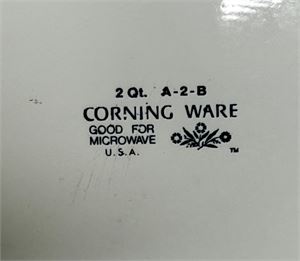 2 Qt. A-2-B
CORNING WARE
GOOD FOR
MICROWAVE
U.S.A.
TM